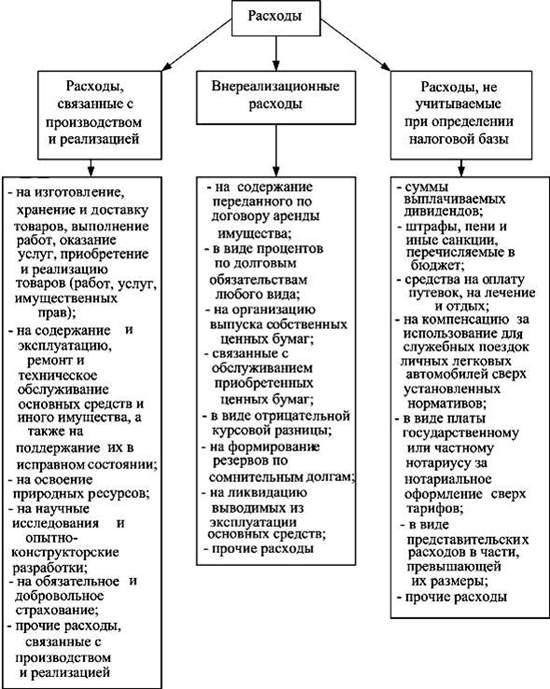 Расходы
Расходы,
связанные с
производством
и реализацией
Внереализационные
расходы
Расходы, не
учитываемые
при определении
налоговой базы
- на изготовление,
хранение и доставку
товаров, выполнение
работ, оказание
услуг, приобретение
и реализацию
товаров (работ, услуг,
имущественных
прав);
- на содержание и
эксплуатацию,
ремонт и
техническое
обслуживание
основных средств и
иного имущества, а
также на
поддержание их в
исправном состоянии;
- на освоение
природных ресурсов;
- на научные
исследования и
опытно-
конструкторские
разработки;
- на обязательное и
добровольное
страхование;
- прочие расходы,
связанные с
производством
и реализацией
- на содержание
переданного по
договору аренды
имущества;
- в виде процентов
по долговым
обязательствам
любого вида;
- на организацию
выпуска собственных
ценных бумаг;
- связанные с
обслуживанием
приобретенных
ценных бумаг;
- в виде отрицательной
курсовой разницы;
- на формирование
резервов по
сомнительным долгам;
- на ликвидацию
выводимых из
эксплуатации
основных средств;
- прочие расходы
- суммы
выплачиваемых
дивидендов;
- штрафы, пени и
иные санкции,
перечисляемые в
бюджет;
- средства на оплату
путевок, на лечение
и отдых;
- на компенсацию за
использование для
служебных поездок
личных легковых
автомобилей сверх
установленных
нормативов;
- в виде платы
государственному
или частному
нотариусу за
нотариальное
оформление сверх
тарифов;
- в виде
представительских
расходов в части,
превышающей
их размеры;
- прочие расходы